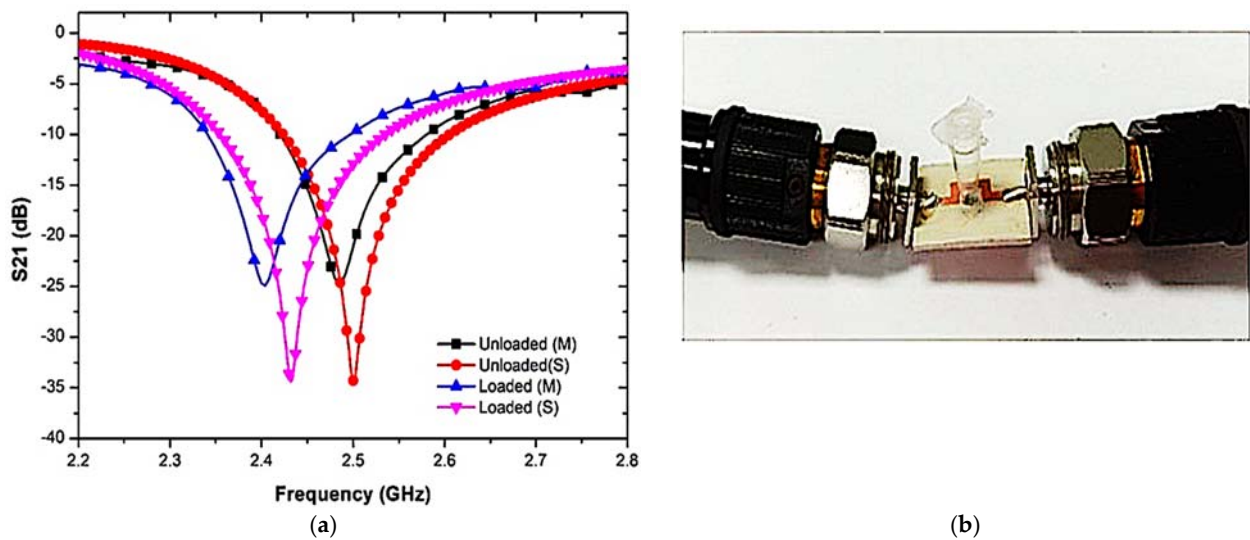 0
-5
-10
-15
-20
-25
-30
-35
-40
S21 (dB)
Unloaded (M)
Unloaded(S)
Loaded (M)
Loaded (S)
2.2 2.3 2.4 2.5 2.6 2.7 2.8
Frequency (GHz)
(a) (b)